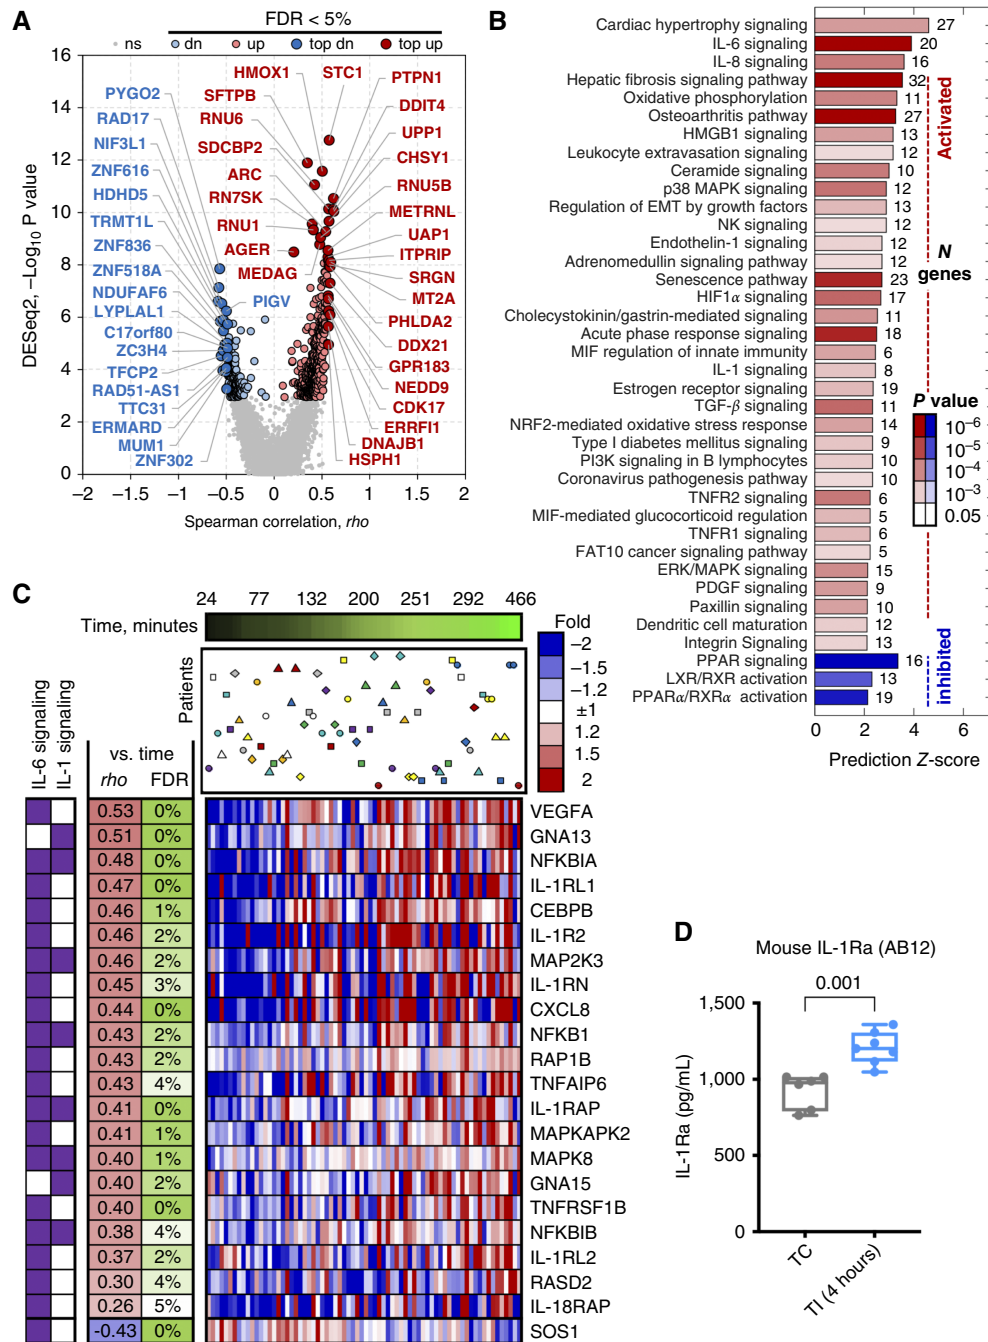 A
FDR < 5%
ns dn up top dn top up
DESeq2, –Log10 P value
16
14
12
10
8
6
4
2
0
–2
–1.5
–1
–0.5
0
0.5
1
1.5
2
Spearman correlation, rho
PYGO2
RAD17
NIF3L1
ZNF616
HDHD5
TRMT1L
ZNF836
ZNF518A
NDUFAF6
LYPLAL1
C17orf80
ZC3H4
TFCP2
RAD51-AS1
TTC31
ERMARD
MUM1
ZNF302
PIGV
HMOX1
SFTPB
RNU6
SDCBP2
ARC
RN7SK
RNU1
AGER
MEDAG
STC1
PTPN1
DDIT4
UPP1
CHSY1
RNU5B
METRNL
UAP1
ITPRIP
SRGN
MT2A
PHLDA2
DDX21
GPR183
NEDD9
CDK17
ERRFI1
DNAJB1
HSPH1
B
Cardiac hypertrophy signaling 27
IL-6 signaling 20
IL-8 signaling 16
Hepatic fibrosis signaling pathway 32
Oxidative phosphorylation 11
Osteoarthritis pathway 27
HMGB1 signaling 13
Leukocyte extravasation signaling 12
Ceramide signaling 10
p38 MAPK signaling 12
Regulation of EMT by growth factors 13
NK signaling 12
Endothelin-1 signaling 12
Adrenomedullin signaling pathway 12
Senescence pathway 23
HIF1α signaling 17
Cholecystokinin/gastrin-mediated signaling 11
Acute phase response signaling 18
MIF regulation of innate immunity 6
IL-1 signaling 8
Estrogen receptor signaling 19
TGF-β signaling 11
NRF2-mediated oxidative stress response 14
Type I diabetes mellitus signaling 9
PI3K signaling in B lymphocytes 10
Coronavirus pathogenesis pathway 10
TNFR2 signaling 6
MIF-mediated glucocorticoid regulation 5
TNFR1 signaling 6
FAT10 cancer signaling pathway 5
ERK/MAPK signaling 15
PDGF signaling 9
Paxillin signaling 10
Dendritic cell maturation 12
Integrin Signaling 13
PPAR signaling 16
LXR/RXR activation 13
PPARα/RXRα activation 19
Activated
N
genes
P value
10–6
10–5
10–4
10–3
0.05
inhibited
0 2 4 6
Prediction Z-score
C
24 77 132 200 251 292 466
Time, minutes
Patients
Fold
–2
–1.5
–1.2
±1
1.2
1.5
2
IL-6 signaling
IL-1 signaling
vs. time
rho FDR
0.53 0% VEGFA
0.51 0% GNA13
0.48 0% NFKBIA
0.47 0% IL-1RL1
0.46 1% CEBPB
0.46 2% IL-1R2
0.46 2% MAP2K3
0.45 3% IL-1RN
0.44 0% CXCL8
0.43 2% NFKB1
0.43 2% RAP1B
0.43 4% TNFAIP6
0.41 0% IL-1RAP
0.41 1% MAPKAPK2
0.40 1% MAPK8
0.40 2% GNA15
0.40 0% TNFRSF1B
0.38 4% NFKBIB
0.37 2% IL-1RL2
0.30 4% RASD2
0.26 5% IL-18RAP
-0.43 0% SOS1
D
Mouse IL-1Ra (AB12)
0.001
IL-1Ra (pg/mL)
1,500
1,000
500
0
TC
TI (4 hours)